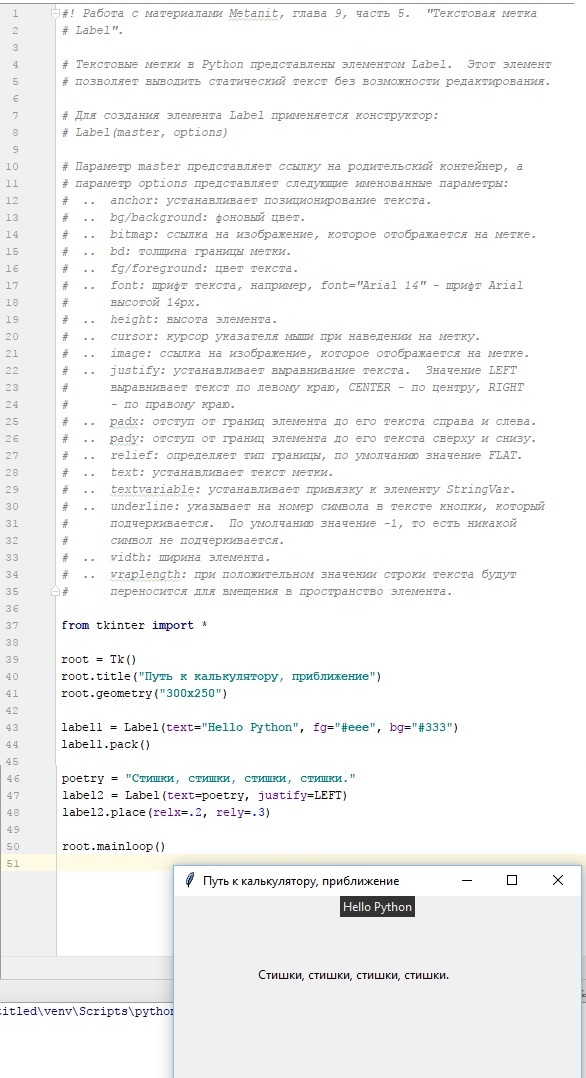 1 #! Работа с материалами Metanit, глава 9, часть 5.  "Текстовая метка
2 # Label".
3
4 # Текстовые метки в Python представлены элементом Label.  Этот элемент
5 # позволяет выводить статический текст без возможности редактирования.
6
7 # Для создания элемента Label применяется конструктор:
8 # Label(master, options)
9
10 # Параметр master представляет ссылку на родительский контейнер, а
11 # параметр options представляет следующие именованные параметры:
12 #  ..  anchor: устанавливает позиционирование текста.
13 #  ..  bg/background: фоновый цвет.
14 #  ..  bitmap: ссылка на изображение, которое отображается на метке.
15 #  ..  bd: толщина границы метки.
16 #  ..  fg/foreground: цвет текста.
17 #  ..  font: шрифт текста, например, font="Arial 14" - шрифт Arial
18 #      высотой 14px.
19 #  ..  height: высота элемента.
20 #  ..  cursor: курсор указателя мыши при наведении на метку.
21 #  ..  image: ссылка на изображение, которое отображается на метке.
22 #  ..  justify: устанавливает выравнивание текста.  Значение LEFT
23 #      выравнивает текст по левому краю, CENTER - по центру, RIGHT
24 #      - по правому краю.
25 #  ..  padx: отступ от границ элемента до его текста справа и слева.
26 #  ..  pady: отступ от границ элемента до его текста сверху и снизу.
27 #  ..  relief: определяет тип границы, по умолчанию значение FLAT.
28 #  ..  text: устанавливает текст метки.
29 #  ..  textvariable: устанавливает привязку к элементу StringVar.
30 #  ..  underline: указывает на номер символа в тексте кнопки, который
31 #      подчеркивается.  По умолчанию значение -1, то есть никакой
32 #      символ не подчеркивается.
33 #  ..  width: ширина элемента.
34 #  ..  wraplength: при положительном значении строки текста будут
35 #      переносится для вмещения в пространство элемента.
36
37 from tkinter import *
38
39 root = Tk()
40 root.title("Путь к калькулятору, приближение")
41 root.geometry("300x250")
42
43 label1 = Label(text="Hello Python", fg="#eee", bg="#333")
44 label1.pack()
45
46 poetry = "Стишки, стишки, стишки, стишки."
47 label2 = Label(text=poetry, justify=LEFT)
48 label2.place(relx=.2, rely=.3)
49
50 root.mainloop()
51
Путь к калькулятору, приближение
Hello Python
Стишки, стишки, стишки, стишки.
titled\venv\Scripts\python